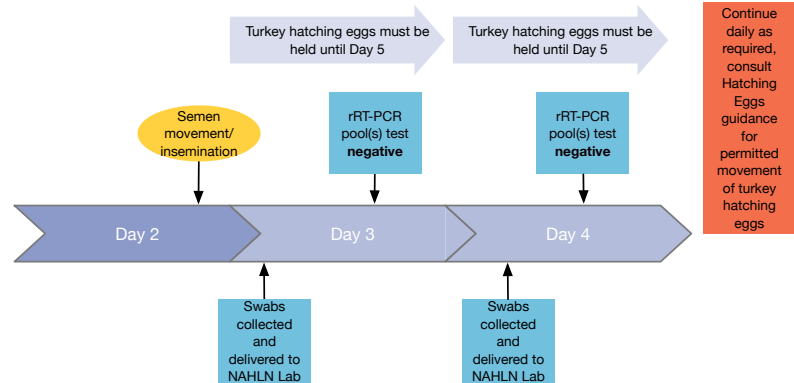 Turkey hatching eggs must be
held until Day 5
Turkey hatching eggs must be
held until Day 5
Continue
daily as
required,
consult
Hatching
Eggs
guidance
for
permitted
movement
of turkey
hatching
eggs
Semen
movement/
insemination
rRT-PCR
pool(s) test
negative
rRT-PCR
pool(s) test
negative
Day 2
Day 3
Day 4
Swabs
collected
and
delivered to
NAHLN Lab
Swabs
collected
and
delivered to
NAHLN Lab